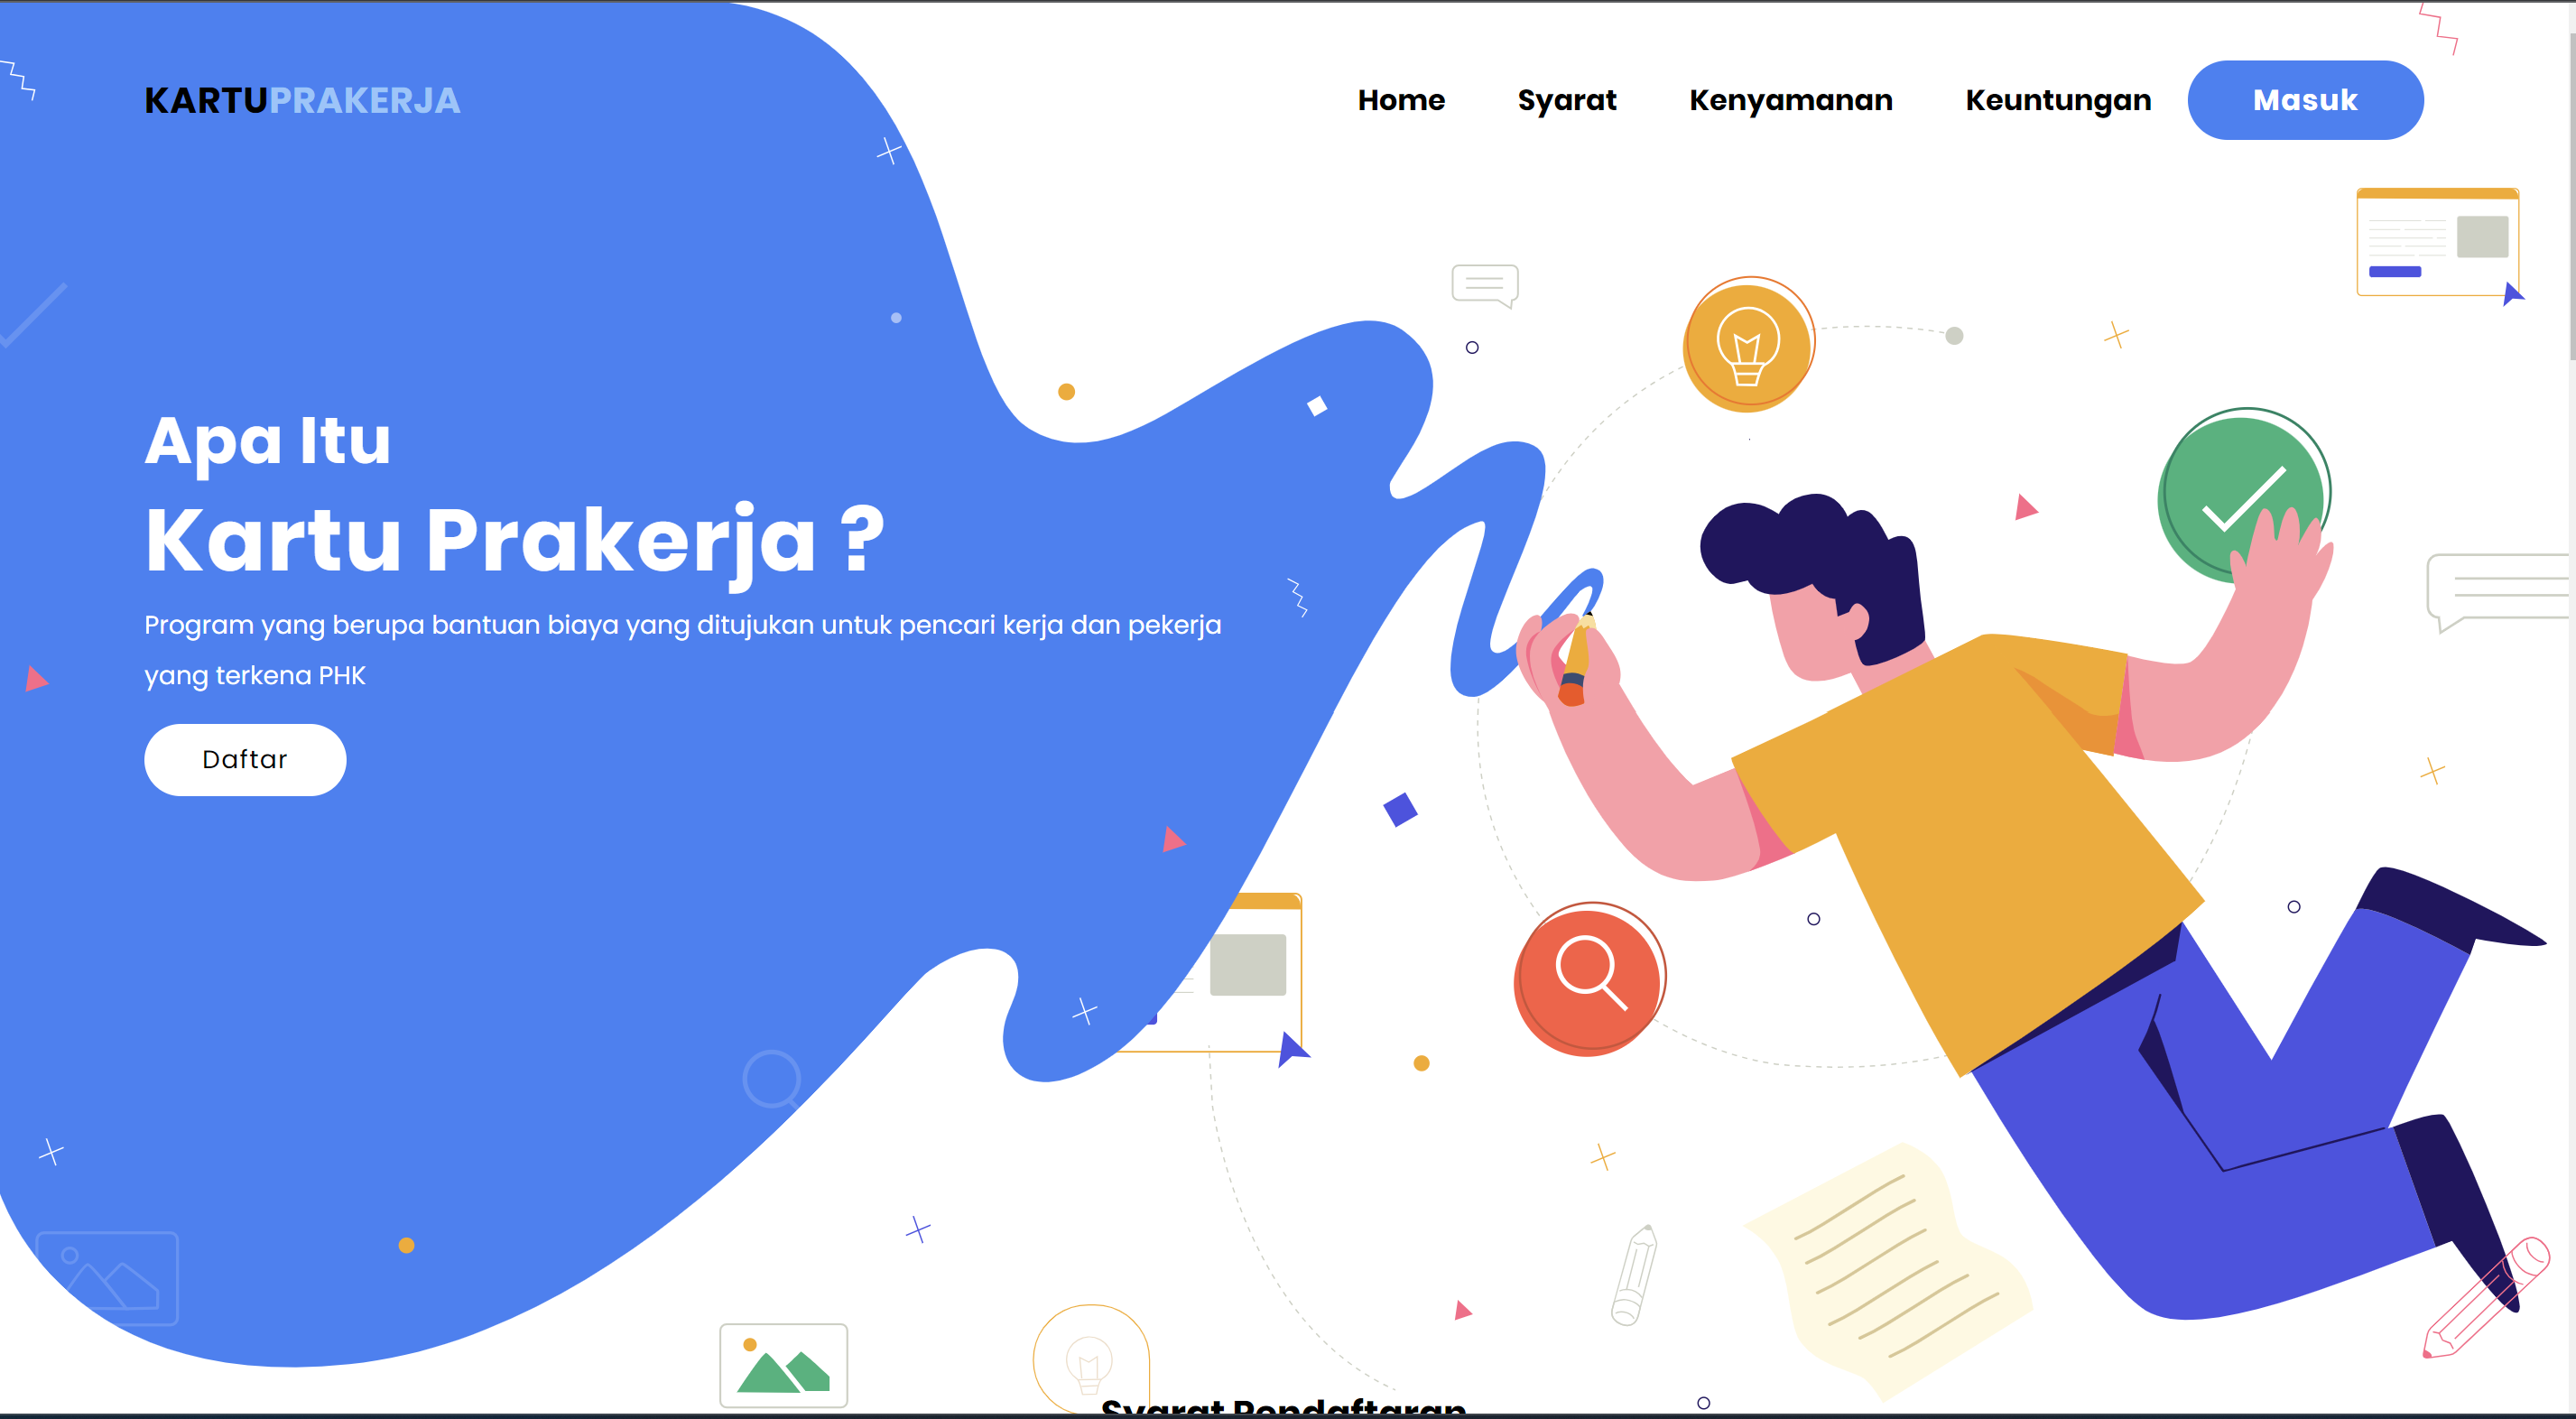 KARTUPRAKERJA
Home Syarat Kenyamanan Keuntungan Masuk
Apa Itu
Kartu Prakerja ?
Program yang berupa bantuan biaya yang ditujukan untuk pencari kerja dan pekerja
yang terkena PHK
Daftar
Syarat Pendaftaran